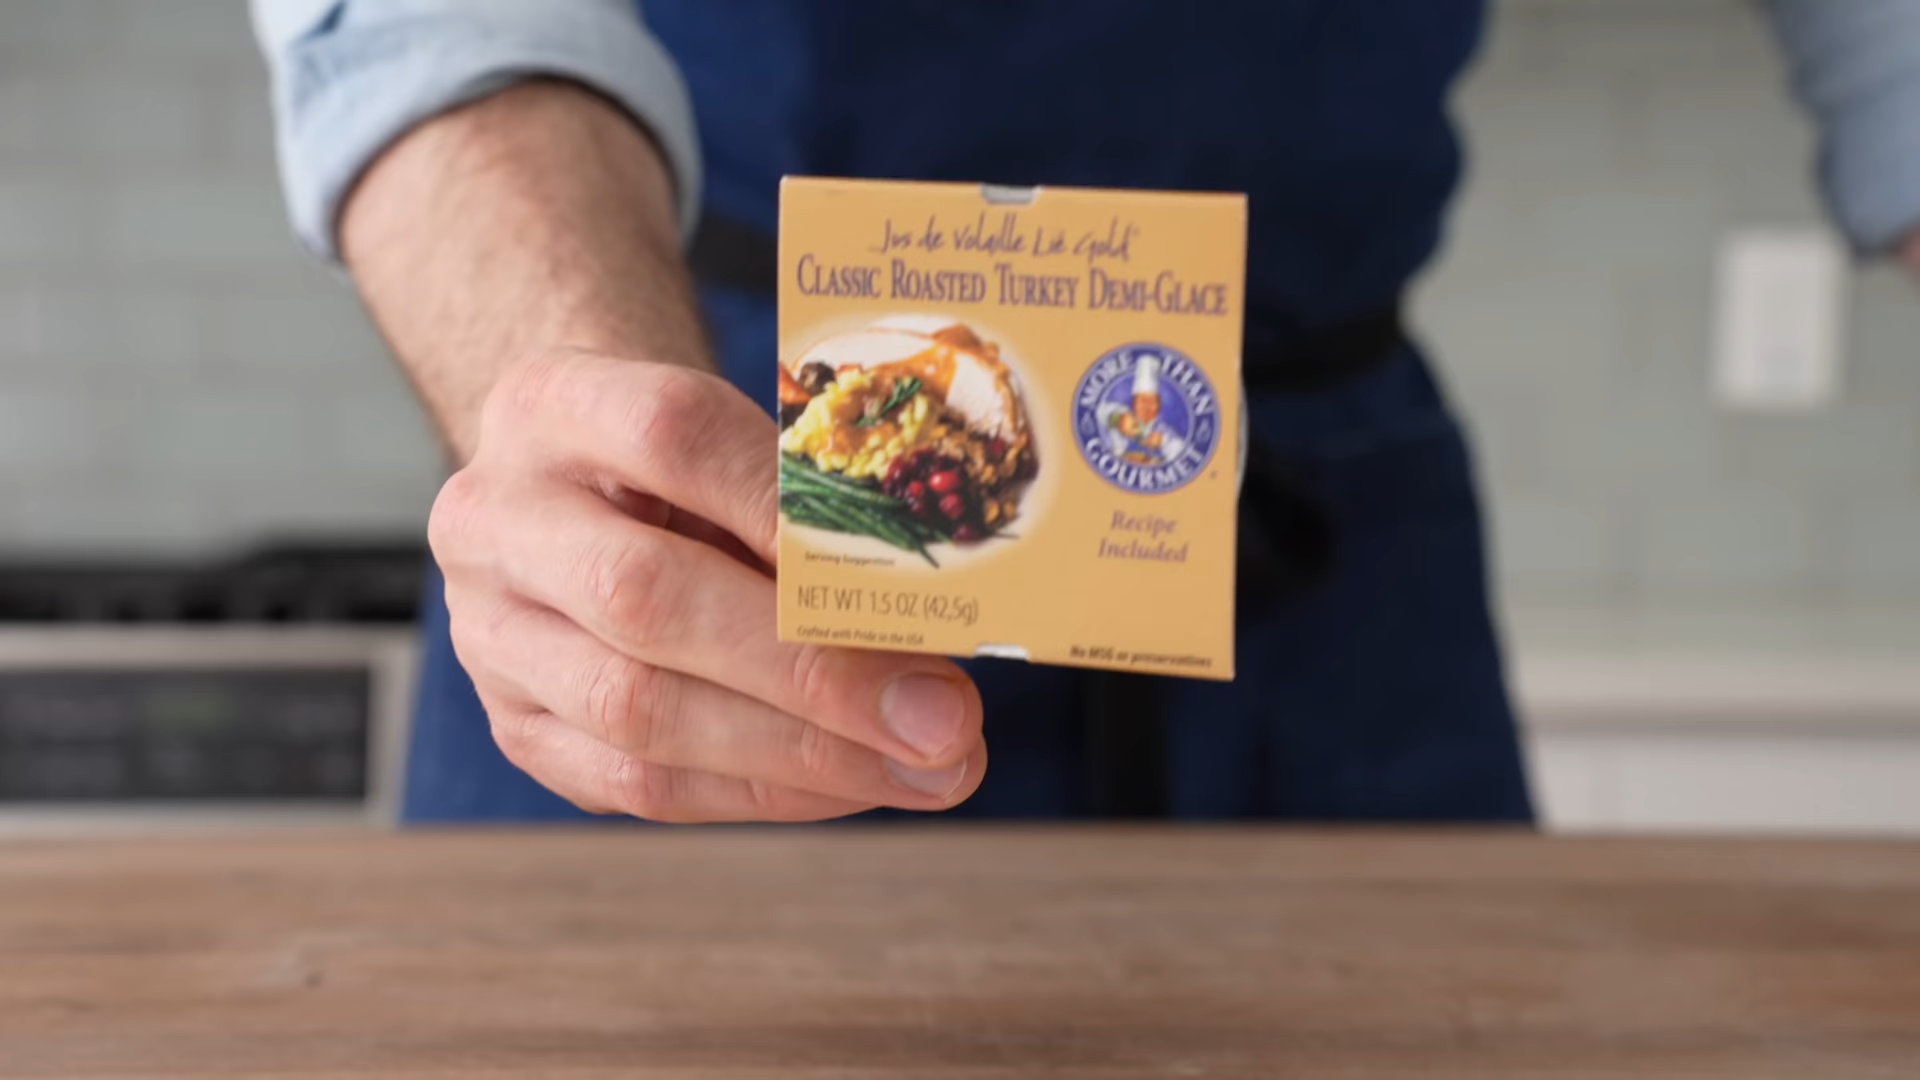 Jus de Volaille Lié Gold®
CLASSIC ROASTED TURKEY DEMI-GLACE
MORE THAN
GOURMET
Recipe
Included
Serving Suggestion
NET WT 1.5 OZ (42,5g)
Crafted with Pride in the USA
No MSG or preservatives